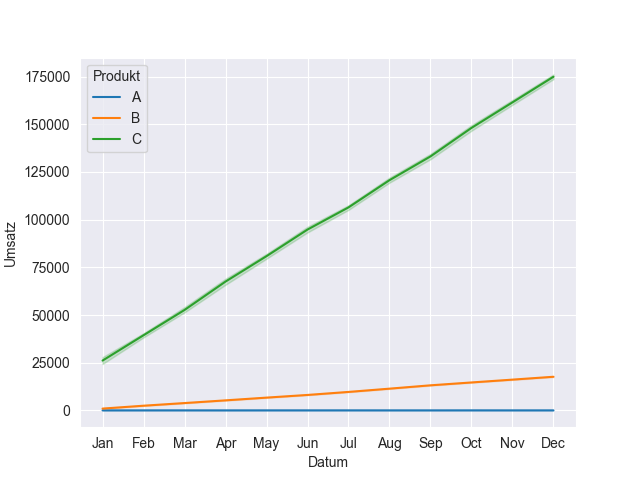 Produkt
A
B
C
175000
150000
125000
100000
75000
50000
25000
0
Umsatz
Jan Feb Mar Apr May Jun Jul Aug Sep Oct Nov Dec
Datum